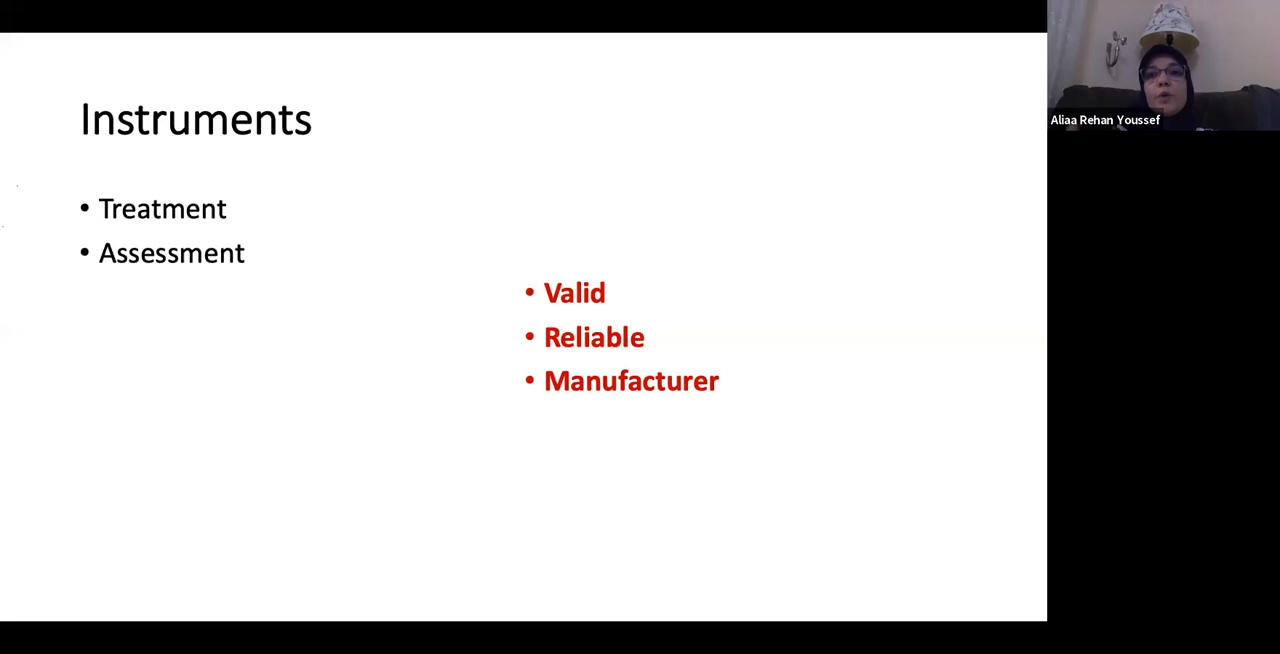 Instruments
• Treatment
• Assessment
• Valid
• Reliable
• Manufacturer
Aliaa Rehan Youssef